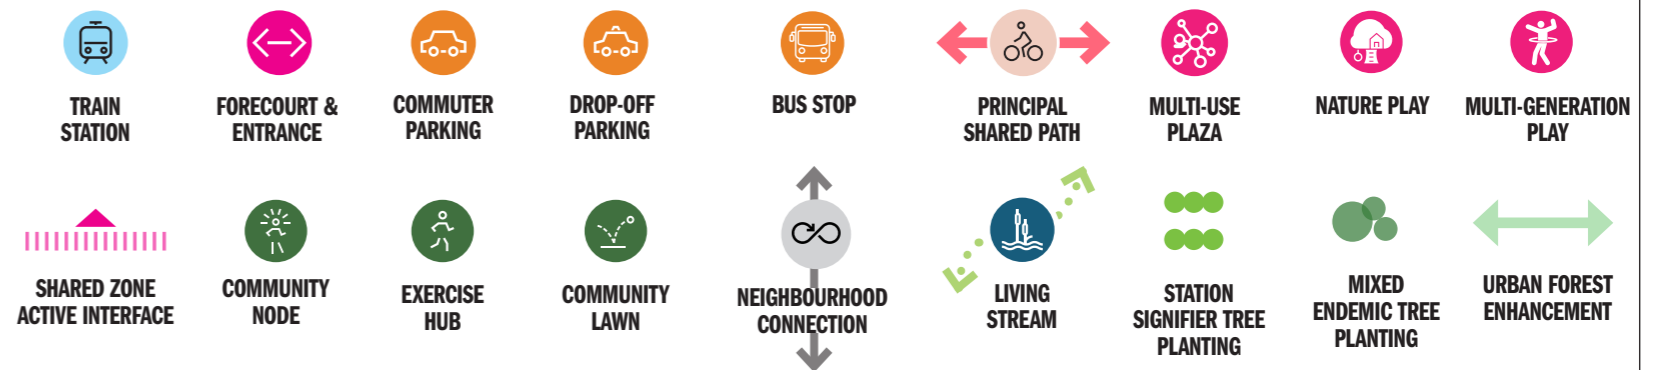 TRAIN
STATION
FORECOURT &
ENTRANCE
COMMUTER
PARKING
DROP-OFF
PARKING
BUS STOP
PRINCIPAL
SHARED PATH
MULTI-USE
PLAZA
NATURE PLAY
MULTI-GENERATION
PLAY
SHARED ZONE
ACTIVE INTERFACE
COMMUNITY
NODE
EXERCISE
HUB
COMMUNITY
LAWN
NEIGHBOURHOOD
CONNECTION
LIVING
STREAM
STATION
SIGNIFIER TREE
PLANTING
MIXED
ENDEMIC TREE
PLANTING
URBAN FOREST
ENHANCEMENT